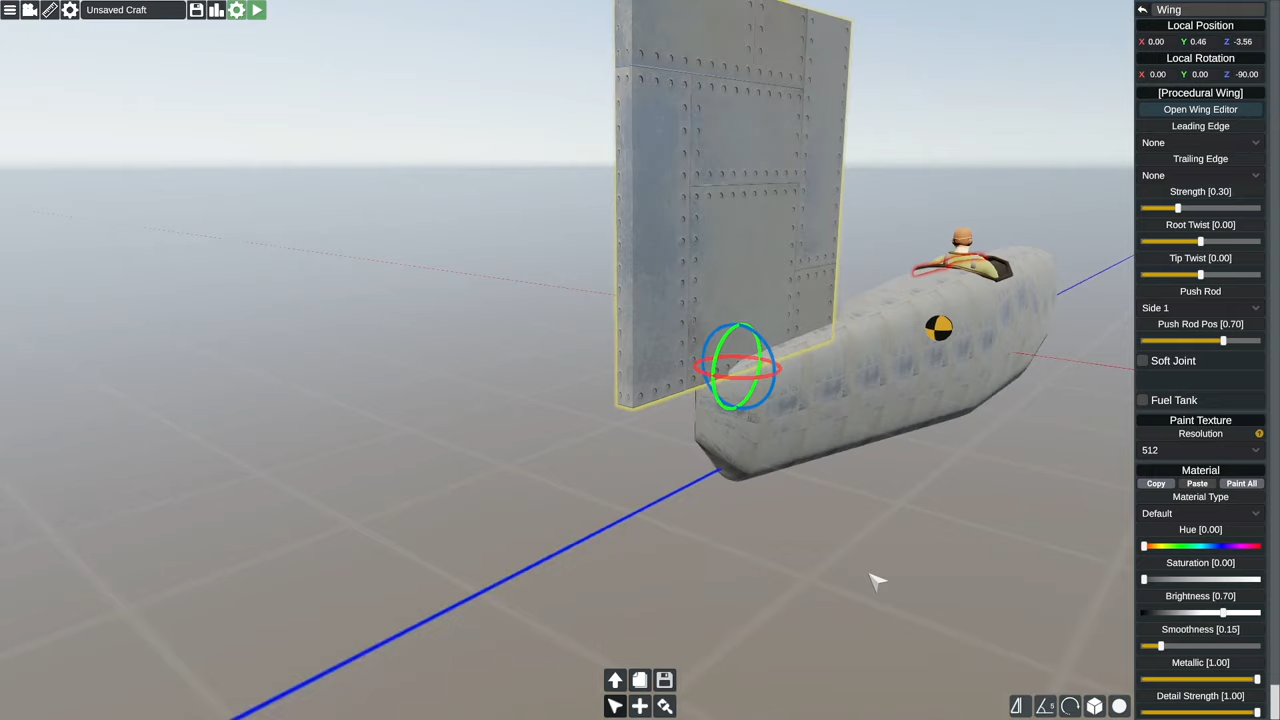 Unsaved Craft
Wing
Local Position
X 0.00 Y 0.46 Z -3.56
Local Rotation
X 0.00 Y 0.00 Z -90.00
[Procedural Wing]
Open Wing Editor
Leading Edge
None
Trailing Edge
None
Strength [0.30]
Root Twist [0.00]
Tip Twist [0.00]
Push Rod
Side 1
Push Rod Pos [0.70]
Soft Joint
Fuel Tank
Paint Texture
Resolution
512
Material
Copy Paste Paint All
Material Type
Default
Hue [0.00]
Saturation [0.00]
Brightness [0.70]
Smoothness [0.15]
Metallic [1.00]
Detail Strength [1.00]